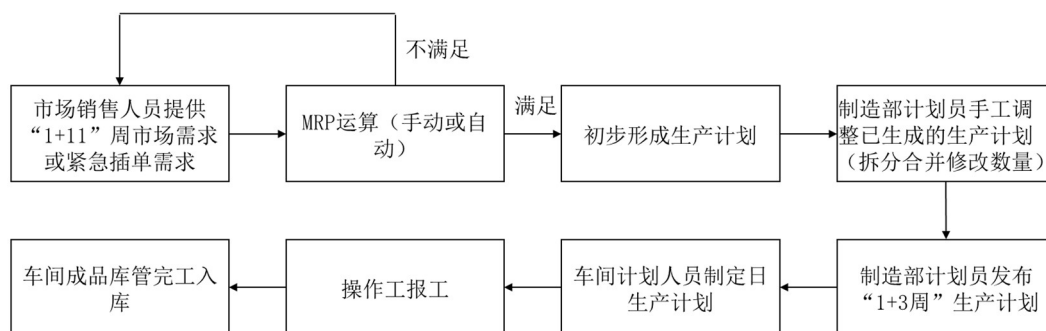 不满足
市场销售人员提供
“1+11”周市场需求
或紧急插单需求
MRP运算（手动或自
动）
满足
初步形成生产计划
制造部计划员手工调
整已生成的生产计划
（拆分合并修改数量）
车间成品库管完工入
库
操作工报工
车间计划人员制定日
生产计划
制造部计划员发布
“1+3周”生产计划